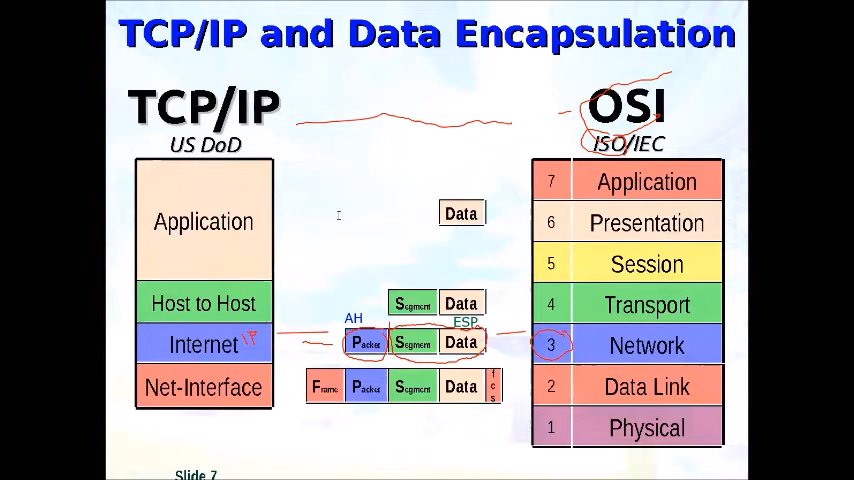 TCP/IP and Data Encapsulation
TCP/IP
OSI
US DoD
ISO/IEC
Application
Host to Host
Internet IP
Net-Interface
Data
Segment Data
AH
ESP
Packet Segment Data
Frame Packet Segment Data fcs
7 Application
6 Presentation
5 Session
4 Transport
3 Network
2 Data Link
1 Physical
Slide 7